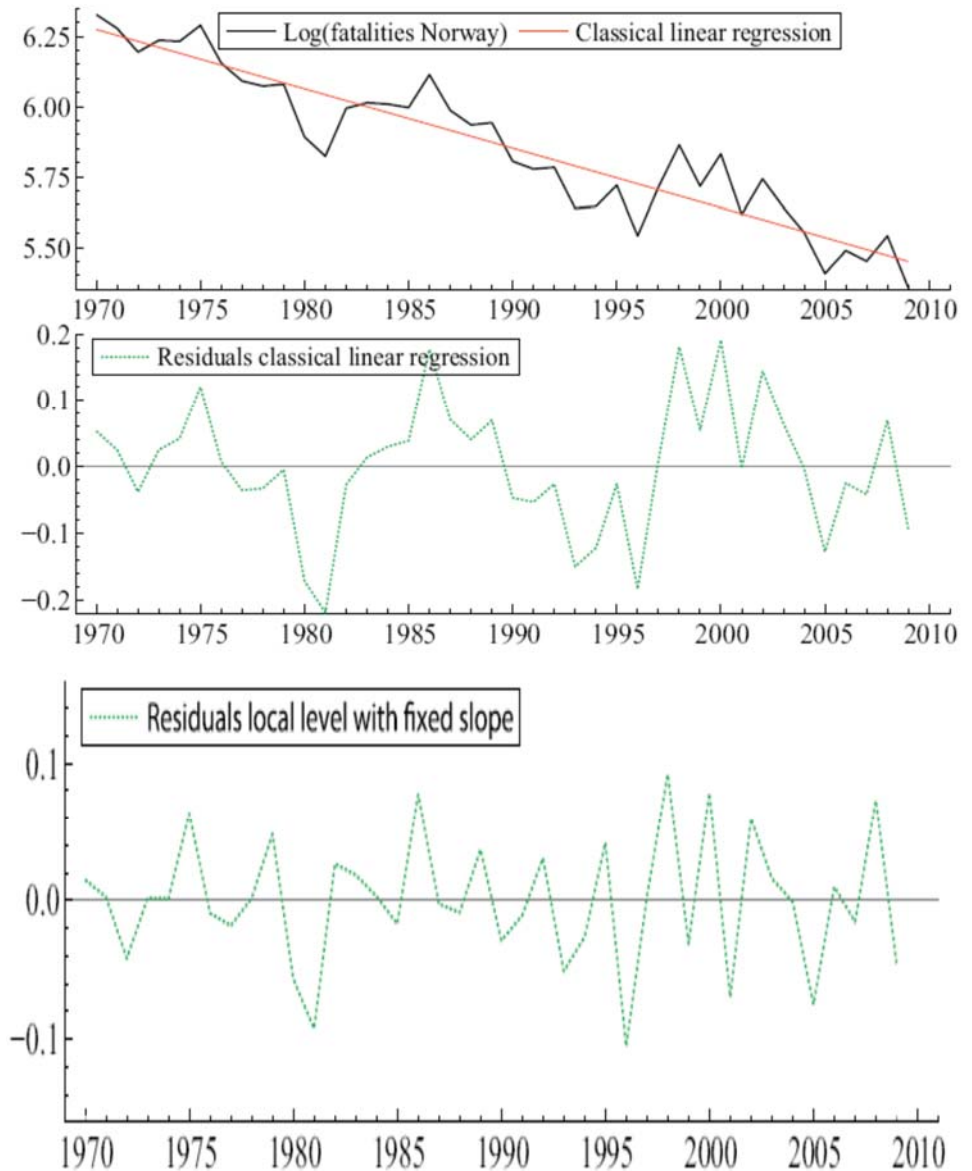 6.25
Log(fatalities Norway) Classical linear regression
6.00
5.75
5.50
1970 1975 1980 1985 1990 1995 2000 2005 2010
0.2
Residuals classical linear regression
0.1
0.0
−0.1
−0.2
1970 1975 1980 1985 1990 1995 2000 2005 2010
Residuals local level with fixed slope
0.1
0.0
−0.1
1970 1975 1980 1985 1990 1995 2000 2005 2010